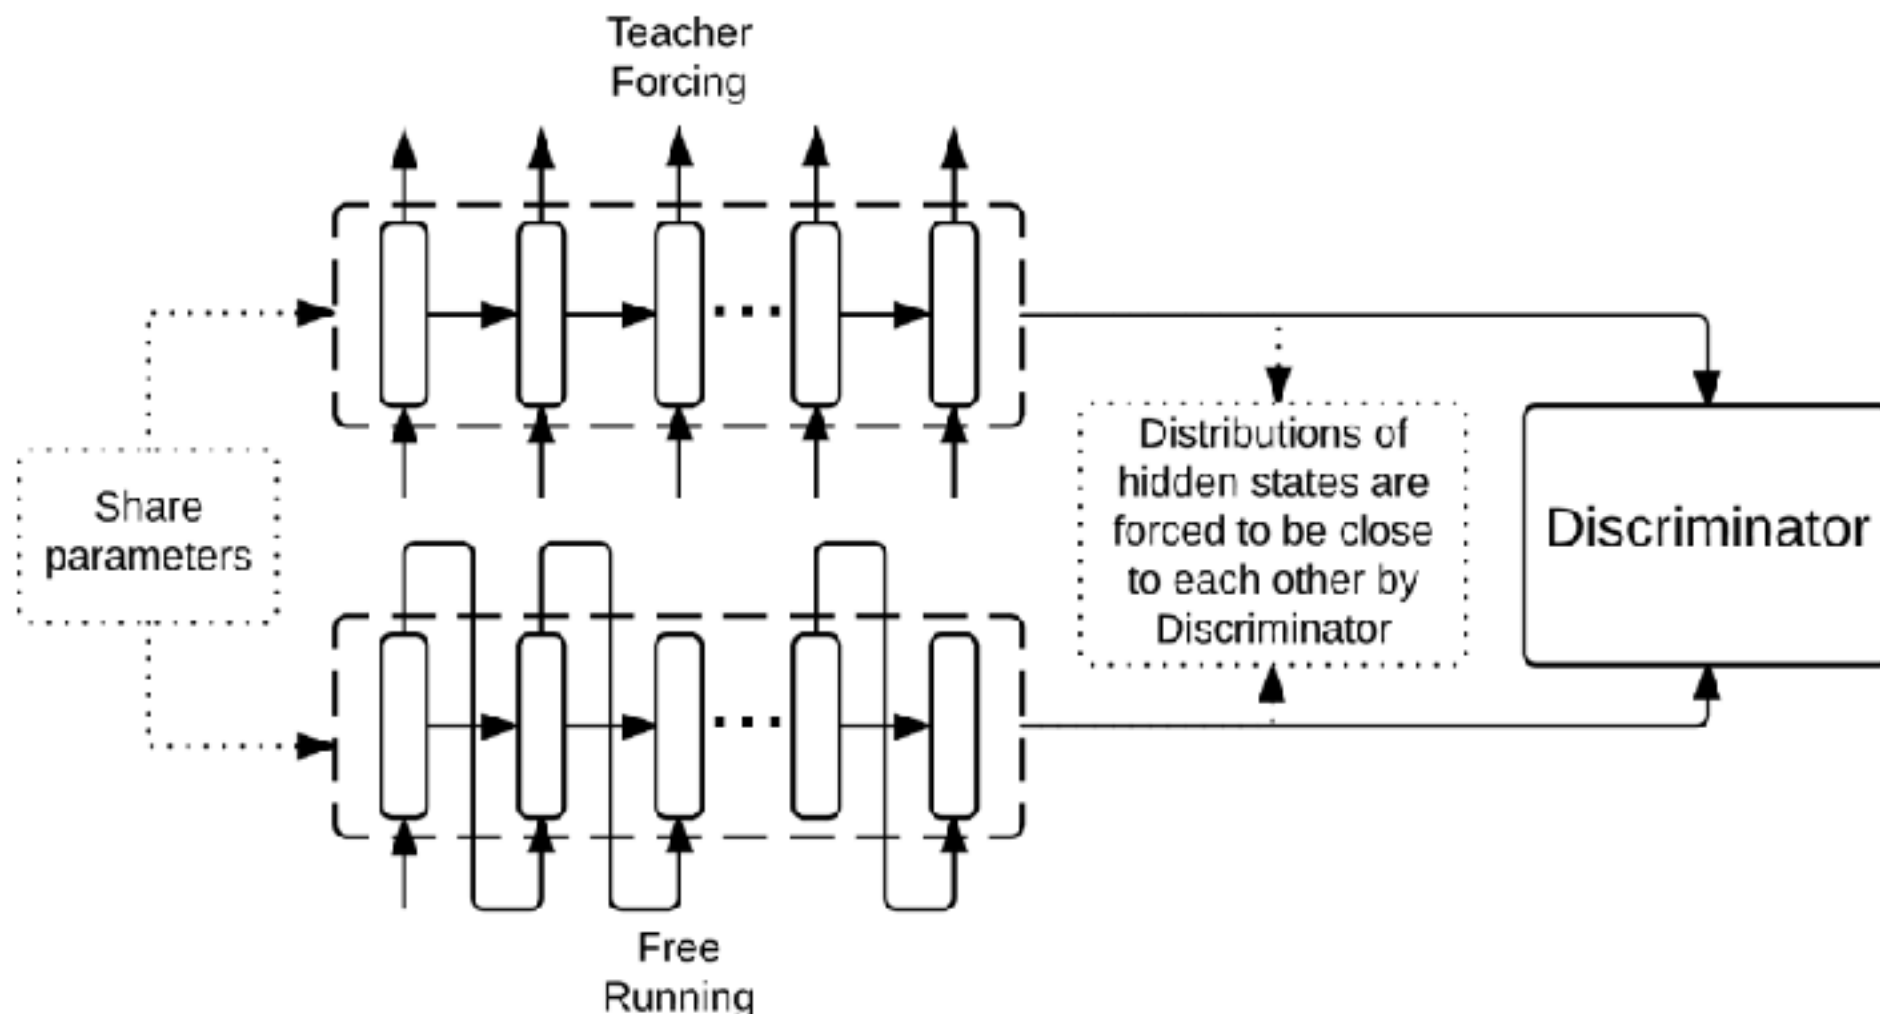 Teacher
Forcing
Share
parameters
Distributions of
hidden states are
forced to be close
to each other by
Discriminator
Discriminator
Free
Running